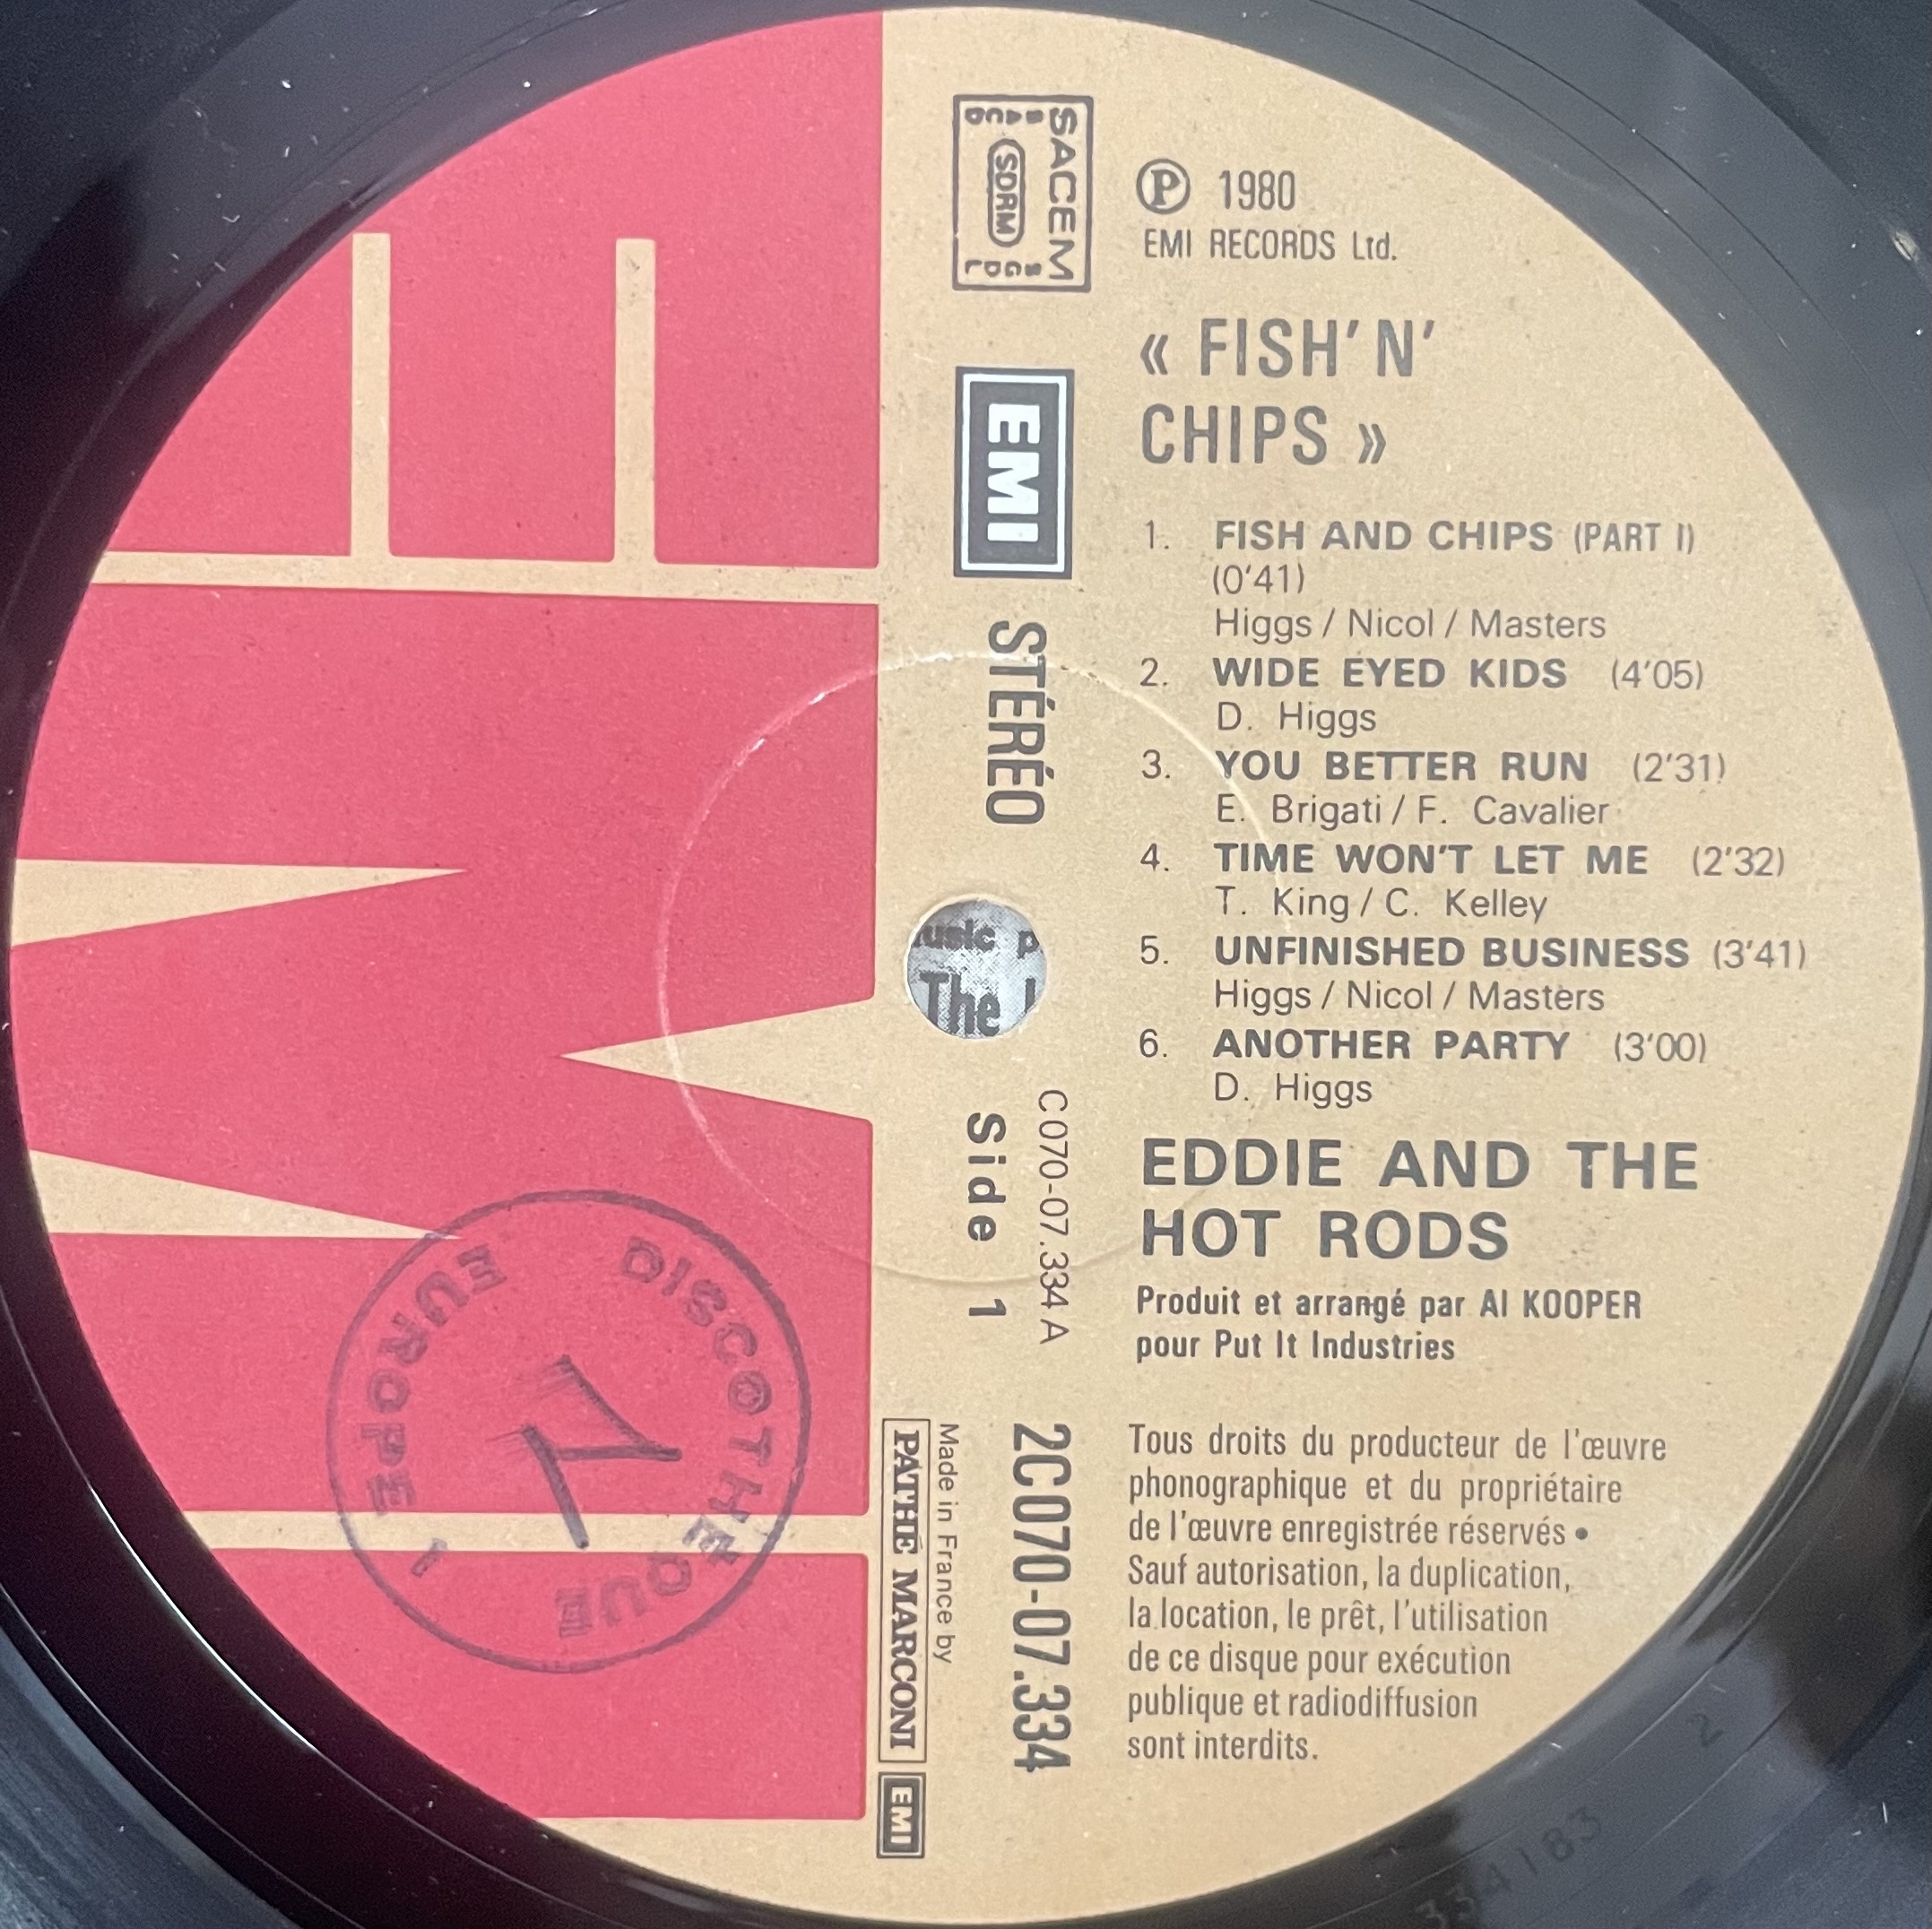 SACEM
SACD
SDRM
SGDL
EMI
STÉRÉO
Side 1
C 070-07.334 A
2C070-07.334
Made in France by
PATHÉ MARCONI
EMI
Ⓟ 1980
EMI RECORDS Ltd.
« FISH' N'
CHIPS »
1. FISH AND CHIPS (PART I)
(0'41)
Higgs / Nicol / Masters
2. WIDE EYED KIDS (4'05)
D. Higgs
3. YOU BETTER RUN (2'31)
E. Brigati / F. Cavalier
4. TIME WON'T LET ME (2'32)
T. King / C. Kelley
5. UNFINISHED BUSINESS (3'41)
Higgs / Nicol / Masters
6. ANOTHER PARTY (3'00)
D. Higgs
EDDIE AND THE
HOT RODS
Produit et arrangé par Al KOOPER
pour Put It Industries
Tous droits du producteur de l'œuvre
phonographique et du propriétaire
de l'œuvre enregistrée réservés •
Sauf autorisation, la duplication,
la location, le prêt, l'utilisation
de ce disque pour exécution
publique et radiodiffusion
sont interdits.
DISCOTHEQUE
EUROPE 1
The